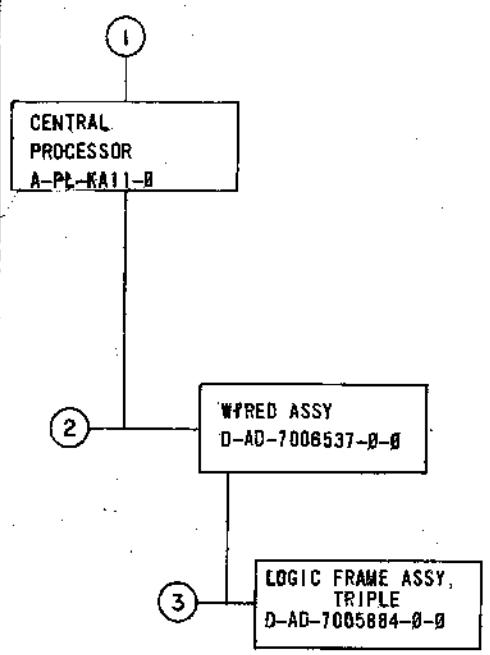 1
CENTRAL
PROCESSOR
A-PL-KA11-0
2
WIRED ASSY
D-AD-7006537-0-0
3
LOGIC FRAME ASSY,
TRIPLE
D-AD-7005884-0-0